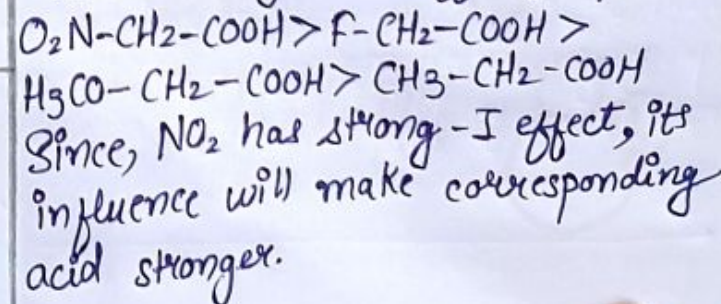 O₂N-CH₂-COOH > F-CH₂-COOH >
H₃CO-CH₂-COOH > CH₃-CH₂-COOH
Since, NO₂ has strong -I effect, its
influence will make corresponding
acid stronger.